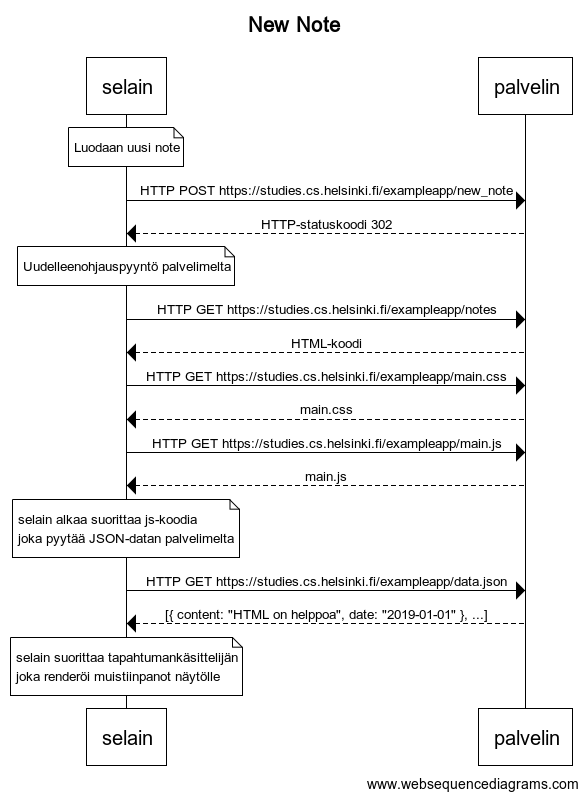 New Note
selain
palvelin
Luodaan uusi note
HTTP POST https://studies.cs.helsinki.fi/exampleapp/new_note
HTTP-statuskoodi 302
Uudelleenohjauspyyntö palvelimelta
HTTP GET https://studies.cs.helsinki.fi/exampleapp/notes
HTML-koodi
HTTP GET https://studies.cs.helsinki.fi/exampleapp/main.css
main.css
HTTP GET https://studies.cs.helsinki.fi/exampleapp/main.js
main.js
selain alkaa suorittaa js-koodia
joka pyytää JSON-datan palvelimelta
HTTP GET https://studies.cs.helsinki.fi/exampleapp/data.json
[{ content: "HTML on helppoa", date: "2019-01-01" }, ...]
selain suorittaa tapahtumankäsittelijän
joka renderöi muistiinpanot näytölle
selain
palvelin
www.websequencediagrams.com